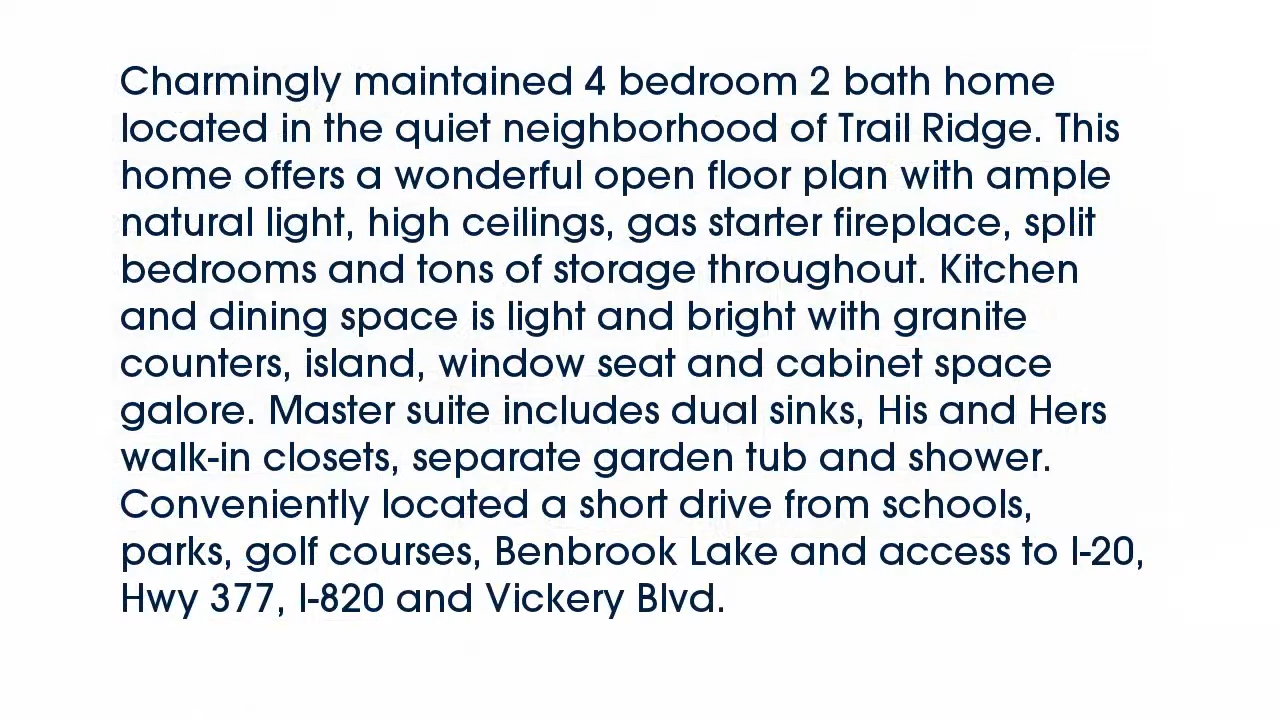 Charmingly maintained 4 bedroom 2 bath home
located in the quiet neighborhood of Trail Ridge. This
home offers a wonderful open floor plan with ample
natural light, high ceilings, gas starter fireplace, split
bedrooms and tons of storage throughout. Kitchen
and dining space is light and bright with granite
counters, island, window seat and cabinet space
galore. Master suite includes dual sinks, His and Hers
walk-in closets, separate garden tub and shower.
Conveniently located a short drive from schools,
parks, golf courses, Benbrook Lake and access to I-20,
Hwy 377, I-820 and Vickery Blvd.